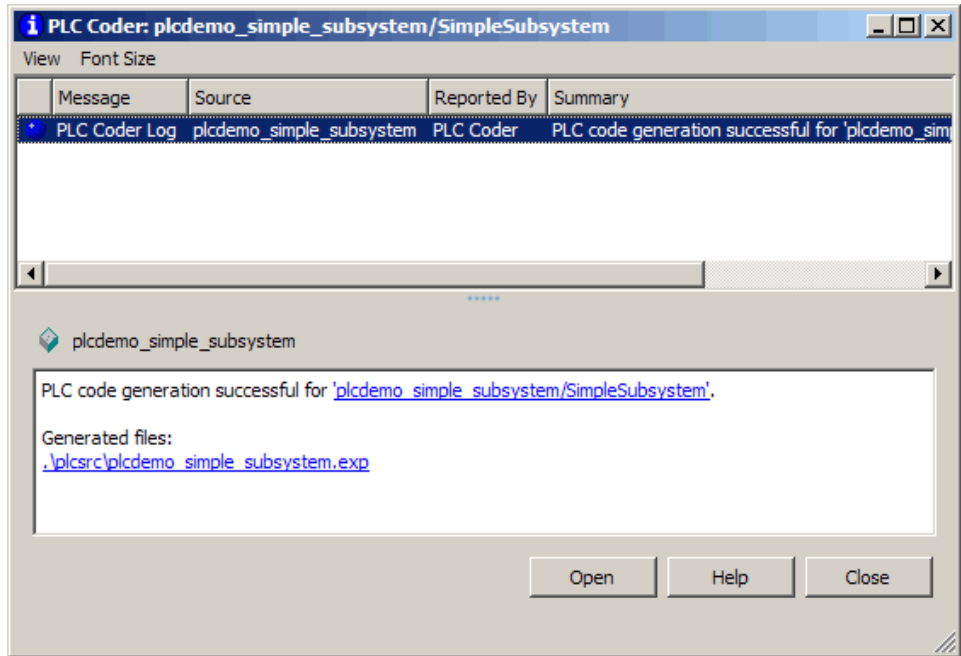 PLC Coder: plcdemo_simple_subsystem/SimpleSubsystem
View Font Size
Message Source Reported By Summary
PLC Coder Log plcdemo_simple_subsystem PLC Coder PLC code generation successful for 'plcdemo_sim
plcdemo_simple_subsystem
PLC code generation successful for 'plcdemo_simple_subsystem/SimpleSubsystem'.
Generated files:
.\plcsrc\plcdemo_simple_subsystem.exp
Open Help Close